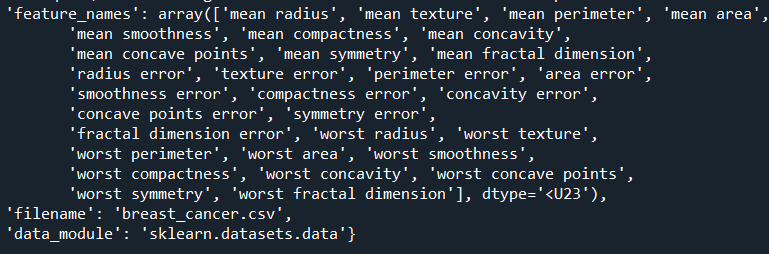 'feature_names': array(['mean radius', 'mean texture', 'mean perimeter', 'mean area',
'mean smoothness', 'mean compactness', 'mean concavity',
'mean concave points', 'mean symmetry', 'mean fractal dimension',
'radius error', 'texture error', 'perimeter error', 'area error',
'smoothness error', 'compactness error', 'concavity error',
'concave points error', 'symmetry error',
'fractal dimension error', 'worst radius', 'worst texture',
'worst perimeter', 'worst area', 'worst smoothness',
'worst compactness', 'worst concavity', 'worst concave points',
'worst symmetry', 'worst fractal dimension'], dtype='<U23'),
'filename': 'breast_cancer.csv',
'data_module': 'sklearn.datasets.data'}